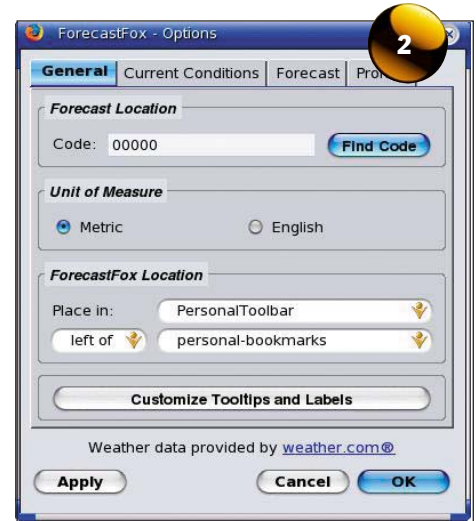 ForecastFox - Options
2
General Current Conditions Forecast
Forecast Location
Code: 00000 Find Code
Unit of Measure
Metric English
ForecastFox Location
Place in: PersonalToolbar
left of personal-bookmarks
Customize Tooltips and Labels
Weather data provided by weather.com®
Apply Cancel OK